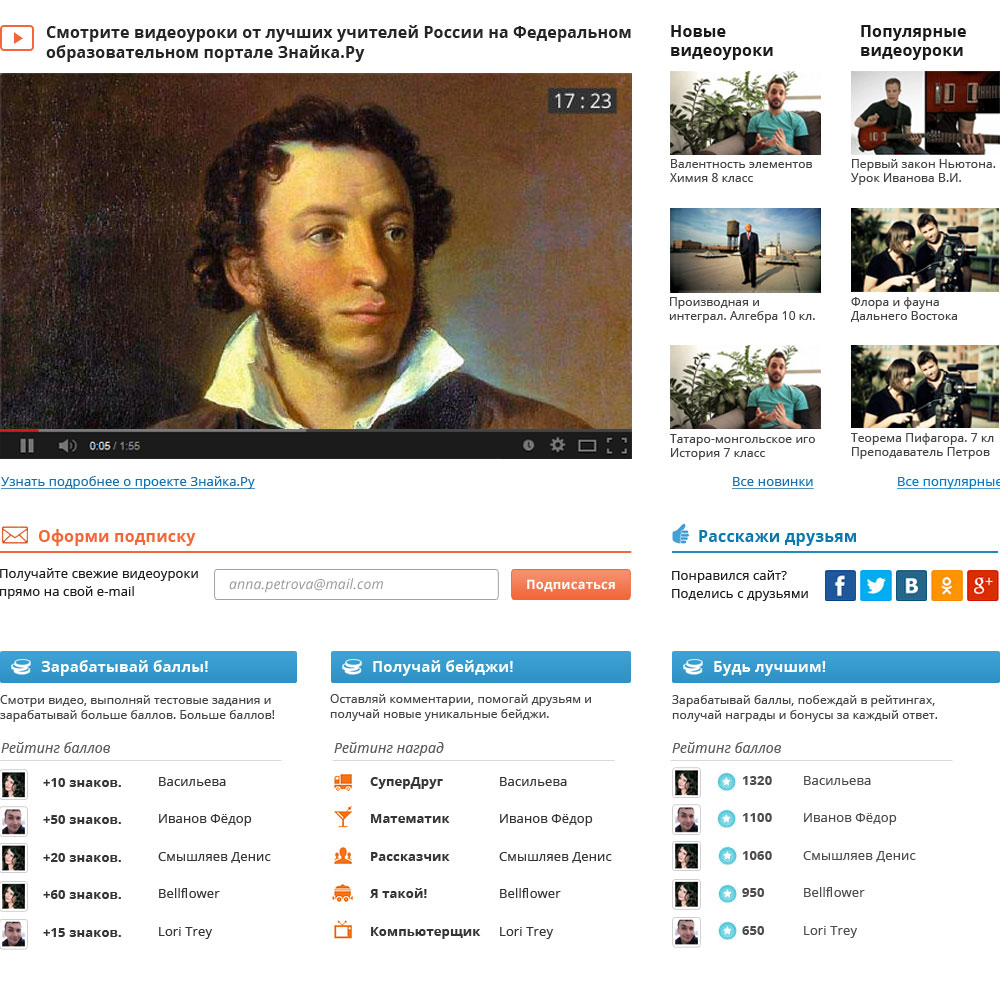 Смотрите видеоуроки от лучших учителей России на Федеральном
образовательном портале Знайка.Ру
17 : 23
0:05 / 1:55
Узнать подробнее о проекте Знайка.Ру
Новые
видеоуроки
Валентность элементов
Химия 8 класс
Производная и
интеграл. Алгебра 10 кл.
Татаро-монгольское иго
История 7 класс
Все новинки
Популярные
видеоуроки
Первый закон Ньютона.
Урок Иванова В.И.
Флора и фауна
Дальнего Востока
Теорема Пифагора. 7 кл
Преподаватель Петров
Все популярные
Оформи подписку
Получайте свежие видеоуроки
прямо на свой e-mail
anna.petrova@mail.com
Подписаться
Расскажи друзьям
Понравился сайт?
Поделись с друзьями
f
В
g+
Зарабатывай баллы!
Смотри видео, выполняй тестовые задания и
зарабатывай больше баллов. Больше баллов!
Рейтинг баллов
+10 знаков. Васильева
+50 знаков. Иванов Фёдор
+20 знаков. Смышляев Денис
+60 знаков. Bellflower
+15 знаков. Lori Trey
Получай бейджи!
Оставляй комментарии, помогай друзьям и
получай новые уникальные бейджи.
Рейтинг наград
СуперДруг Васильева
Математик Иванов Фёдор
Рассказчик Смышляев Денис
Я такой! Bellflower
Компьютерщик Lori Trey
Будь лучшим!
Зарабатывай баллы, побеждай в рейтингах,
получай награды и бонусы за каждый ответ.
Рейтинг баллов
1320 Васильева
1100 Иванов Фёдор
1060 Смышляев Денис
950 Bellflower
650 Lori Trey